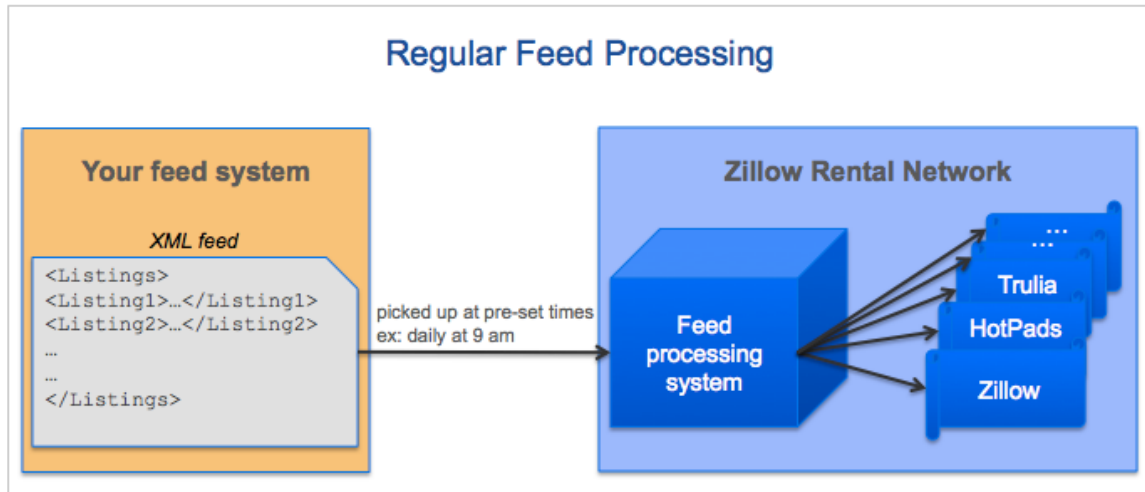 Regular Feed Processing
Your feed system
XML feed
<Listings>
<Listing1>…</Listing1>
<Listing2>…</Listing2>
…
…
</Listings>
picked up at pre-set times
ex: daily at 9 am
Zillow Rental Network
Feed
processing
system
…
…
Trulia
HotPads
Zillow